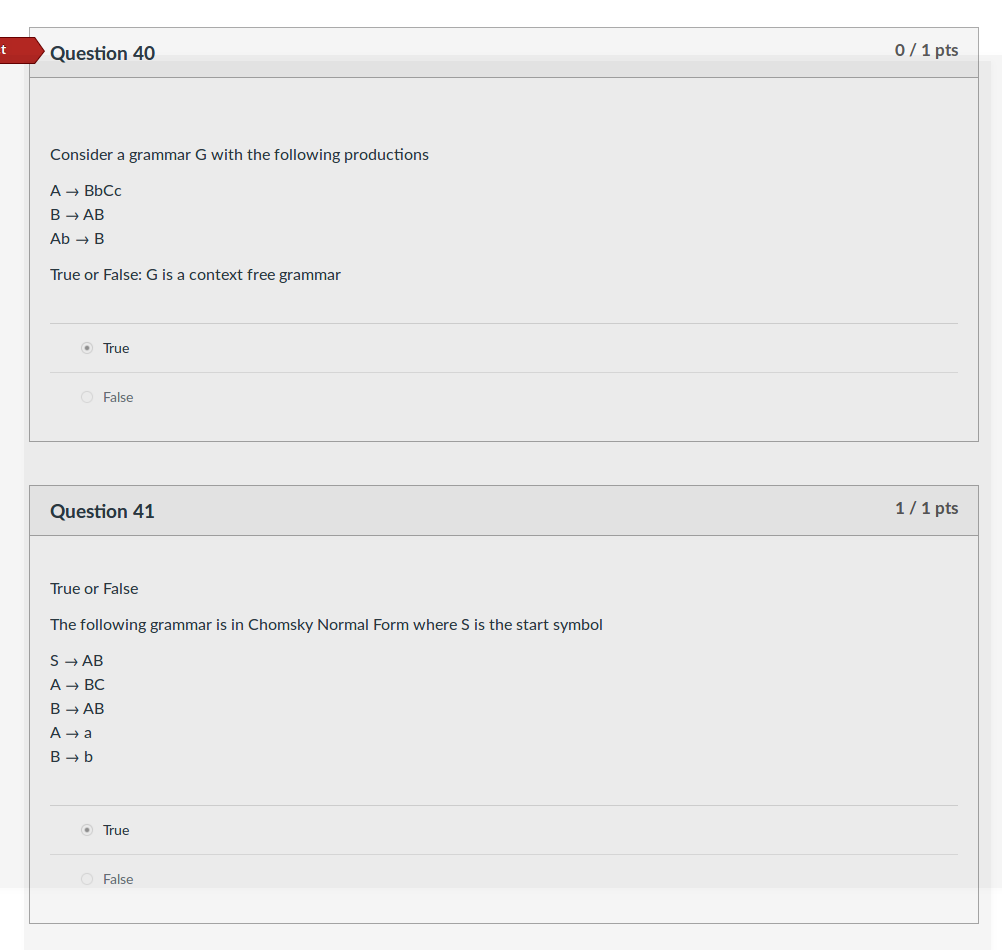 t
Question 40
0 / 1 pts
Consider a grammar G with the following productions
A → BbCc
B → AB
Ab → B
True or False: G is a context free grammar
True
False
Question 41
1 / 1 pts
True or False
The following grammar is in Chomsky Normal Form where S is the start symbol
S → AB
A → BC
B → AB
A → a
B → b
True
False